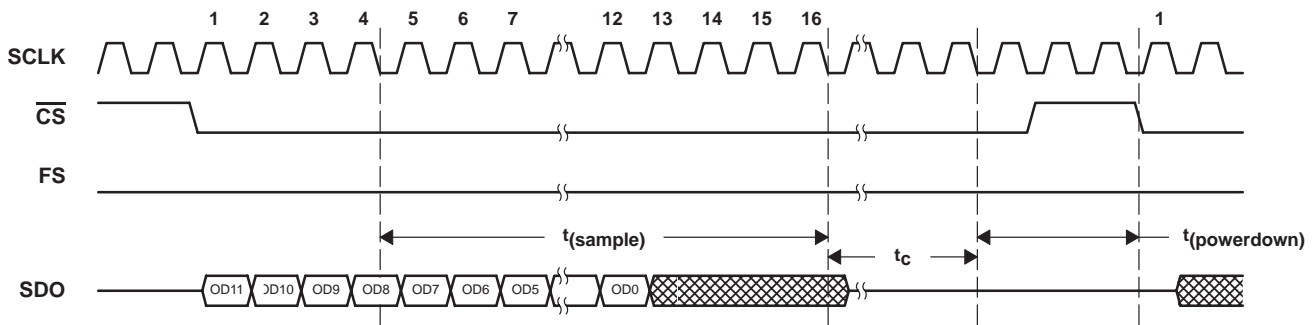 1 2 3 4 5 6 7 12 13 14 15 16 1
SCLK
CS
FS
t(sample)
tC
t(powerdown)
SDO
OD11 OD10 OD9 OD8 OD7 OD6 OD5 OD0